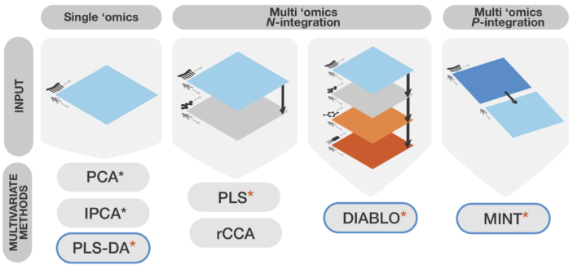 Single ‘omics
Multi ‘omics
N-integration
Multi ‘omics
P-integration
INPUT
MULTIVARIATE
METHODS
PCA*
IPCA*
PLS-DA*
PLS*
rCCA
DIABLO*
MINT*